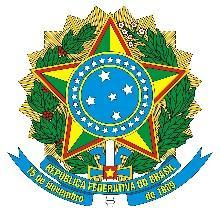 REPÚBLICA FEDERATIVA DO BRASIL
15 de Novembro de 1889